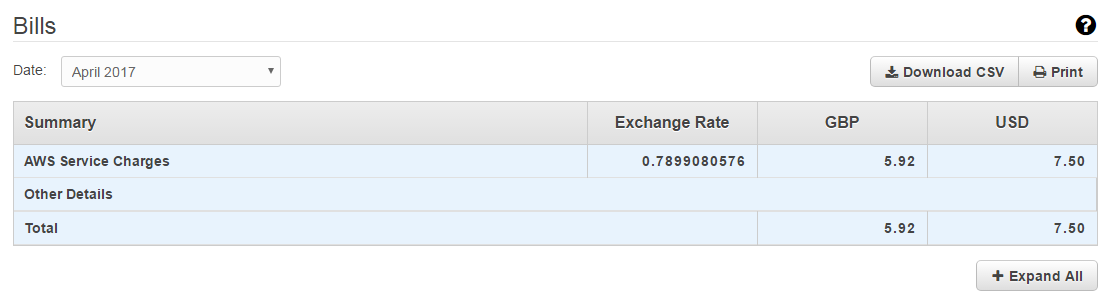 Bills
Date: April 2017
Download CSV Print
Summary Exchange Rate GBP USD
AWS Service Charges 0.7899080576 5.92 7.50
Other Details
Total 5.92 7.50
Expand All